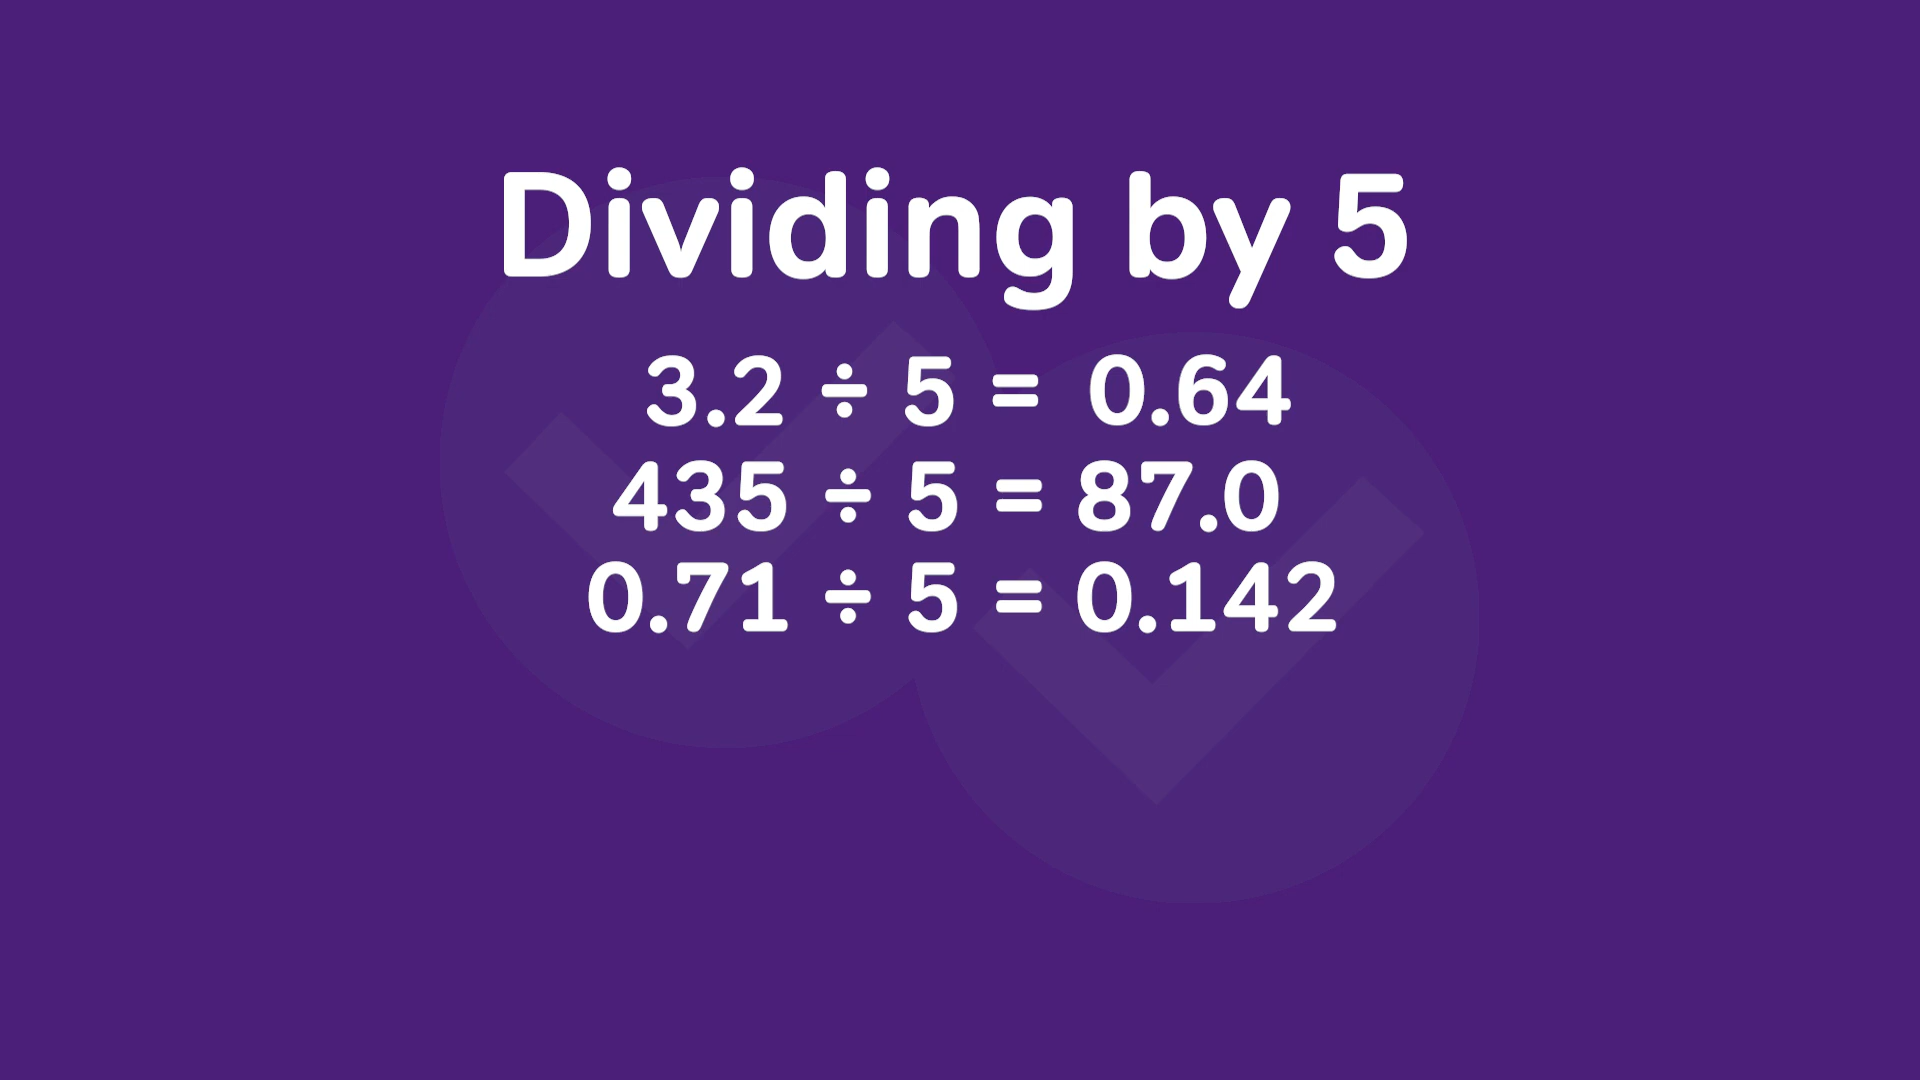 Dividing by 5
3.2 ÷ 5 = 0.64
435 ÷ 5 = 87.0
0.71 ÷ 5 = 0.142